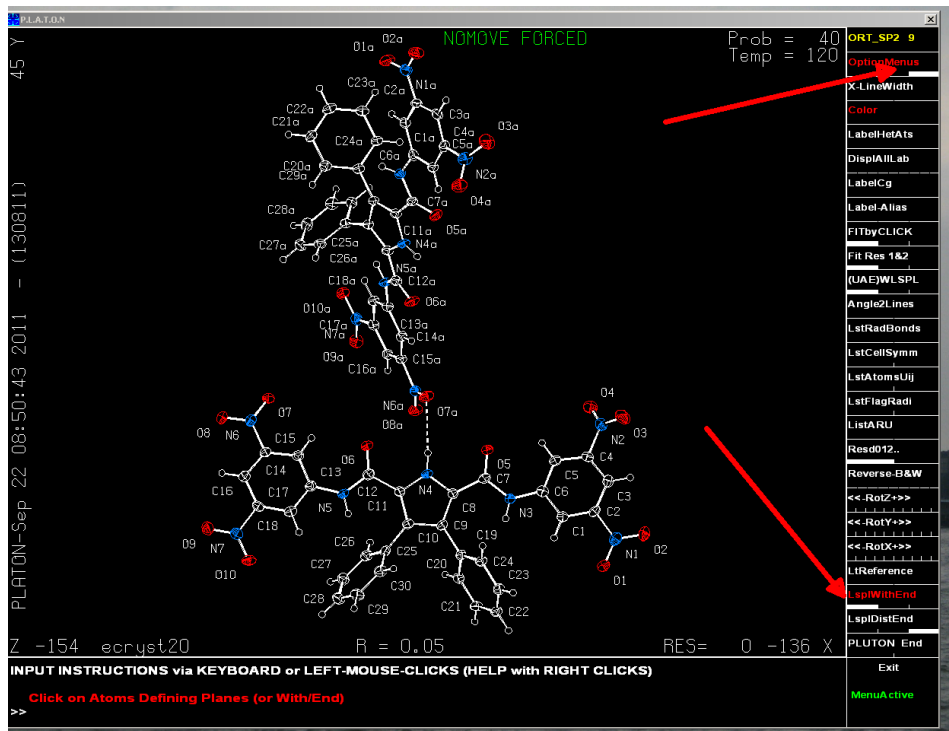 P.L.A.T.O.N
NOMOVE FORCED
Prob = 40
Temp = 120
45 Y
PLATON-Sep 22 08:50:43 2011 - (130811)
O2a
O1a
N1a
C2a
C23a
C22a
C21a
C24a
C3a
C4a
O3a
C1a
C5a
C6a
N2a
C20a
C29a
C7a
O4a
C28a
O5a
C11a
N4a
C27a
C25a
C26a
N5a
C18a
C12a
O10a
O6a
C17a
N7a
C13a
C14a
O9a
C16a
C15a
N6a
O7a
O8a
O7
O4
O8
N6
C15
O6
O5
N2
O3
C14
C13
C7
C5
C4
C16
C17
C12
N4
C6
C3
N5
C11
C8
N3
C18
C10
C9
C1
C2
O9
N7
C26
C25
C19
N1
O2
O10
C27
C30
C20
C24
C23
O1
C28
C29
C21
C22
Z -154 ecryst20
R = 0.05
RES= 0 -136 X
ORT_SP2 9
OptionMenus
X-LineWidth
Color
LabelHetAts
DisplAllLab
LabelCg
Label-Alias
FITbyCLICK
Fit Res 1&2
(UAE)WLSPL
Angle2Lines
LstRadBonds
LstCellSymm
LstAtomsUij
LstFlagRadi
ListARU
Resd012..
Reverse-B&W
<<-RotZ+>>
<<-RotY+>>
<<-RotX+>>
LtReference
LsplWithEnd
LsplDistEnd
PLUTON End
Exit
MenuActive
INPUT INSTRUCTIONS via KEYBOARD or LEFT-MOUSE-CLICKS (HELP with RIGHT CLICKS)
Click on Atoms Defining Planes (or With/End)
>>